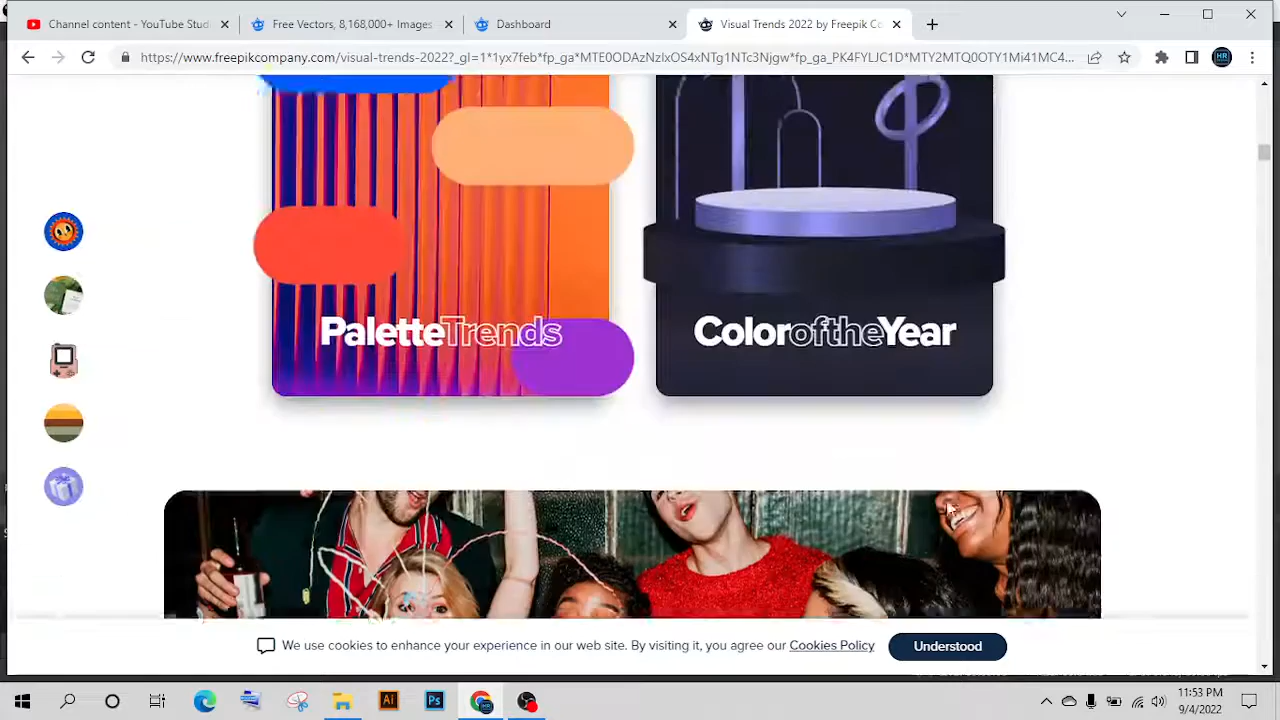 Channel content - YouTube Stud
Free Vectors, 8,168,000+ Images
Dashboard
Visual Trends 2022 by Freepik Co
https://www.freepikcompany.com/visual-trends-2022?_gl=1*1yv7feb*fp_ga*MTE0ODAzNzIxOS4xNTg1NTc3Njgw*fp_ga_PK4FYLJC1D*MTY2MTQ0OTY1Mi41MC4...
PaletteTrends
ColoroftheYear
We use cookies to enhance your experience in our web site. By visiting it, you agree our Cookies Policy
Understood
11:53 PM
9/4/2022